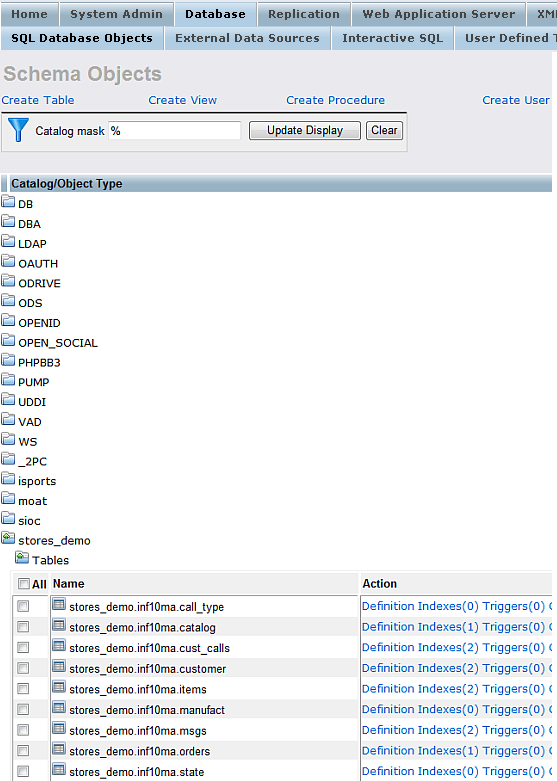 Home System Admin Database Replication Web Application Server XM
SQL Database Objects External Data Sources Interactive SQL User Defined T
Schema Objects
Create Table Create View Create Procedure Create User
Catalog mask % Update Display Clear
Catalog/Object Type
DB
DBA
LDAP
OAUTH
ODRIVE
ODS
OPENID
OPEN_SOCIAL
PHPBB3
PUMP
UDDI
VAD
WS
_2PC
isports
moat
sioc
stores_demo
Tables
All Name Action
stores_demo.inf10ma.call_type Definition Indexes(0) Triggers(0) C
stores_demo.inf10ma.catalog Definition Indexes(1) Triggers(0) C
stores_demo.inf10ma.cust_calls Definition Indexes(2) Triggers(0) C
stores_demo.inf10ma.customer Definition Indexes(2) Triggers(0) C
stores_demo.inf10ma.items Definition Indexes(2) Triggers(0) C
stores_demo.inf10ma.manufact Definition Indexes(0) Triggers(0) C
stores_demo.inf10ma.msgs Definition Indexes(2) Triggers(0) C
stores_demo.inf10ma.orders Definition Indexes(1) Triggers(0) C
stores_demo.inf10ma.state Definition Indexes(0) Triggers(0) C